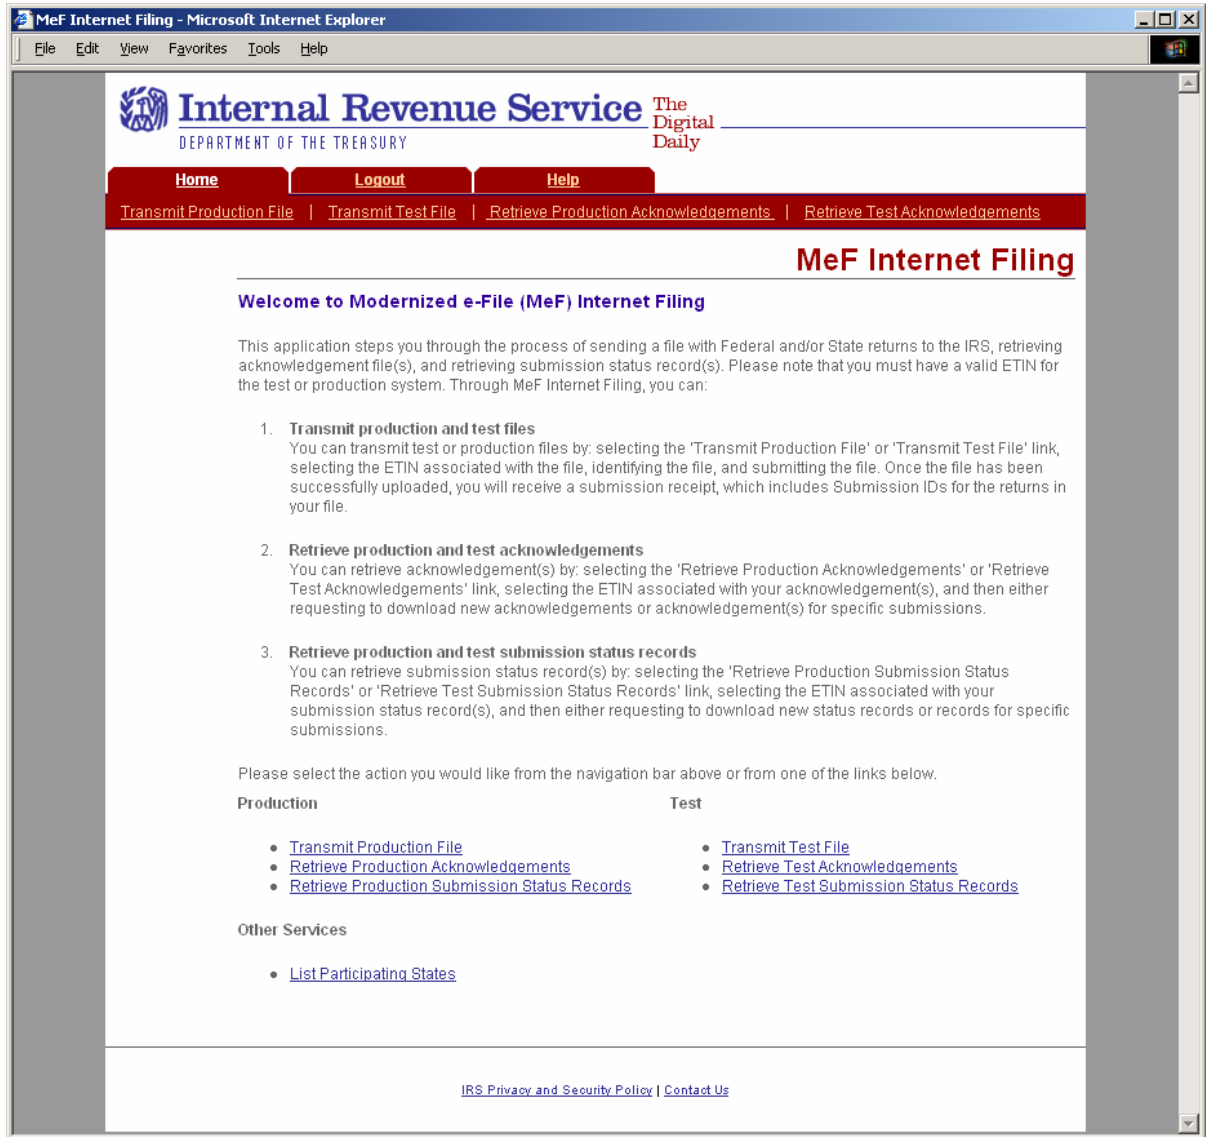 MeF Internet Filing - Microsoft Internet Explorer
File Edit View Favorites Tools Help
Internal Revenue Service
DEPARTMENT OF THE TREASURY
The
Digital
Daily
Home Logout Help
Transmit Production File | Transmit Test File | Retrieve Production Acknowledgements | Retrieve Test Acknowledgements
MeF Internet Filing
Welcome to Modernized e-File (MeF) Internet Filing
This application steps you through the process of sending a file with Federal and/or State returns to the IRS, retrieving
acknowledgement file(s), and retrieving submission status record(s). Please note that you must have a valid ETIN for
the test or production system. Through MeF Internet Filing, you can:
1. Transmit production and test files
You can transmit test or production files by: selecting the 'Transmit Production File' or 'Transmit Test File' link,
selecting the ETIN associated with the file, identifying the file, and submitting the file. Once the file has been
successfully uploaded, you will receive a submission receipt, which includes Submission IDs for the returns in
your file.
2. Retrieve production and test acknowledgements
You can retrieve acknowledgement(s) by: selecting the 'Retrieve Production Acknowledgements' or 'Retrieve
Test Acknowledgements' link, selecting the ETIN associated with your acknowledgement(s), and then either
requesting to download new acknowledgements or acknowledgement(s) for specific submissions.
3. Retrieve production and test submission status records
You can retrieve submission status record(s) by: selecting the 'Retrieve Production Submission Status
Records' or 'Retrieve Test Submission Status Records' link, selecting the ETIN associated with your
submission status record(s), and then either requesting to download new status records or records for specific
submissions.
Please select the action you would like from the navigation bar above or from one of the links below.
Production
• Transmit Production File
• Retrieve Production Acknowledgements
• Retrieve Production Submission Status Records
Test
• Transmit Test File
• Retrieve Test Acknowledgements
• Retrieve Test Submission Status Records
Other Services
• List Participating States
IRS Privacy and Security Policy | Contact Us